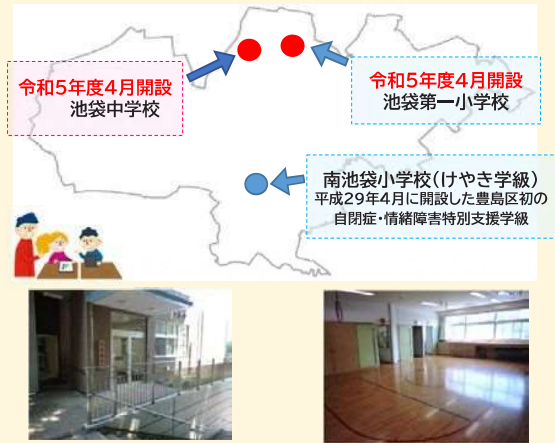 令和5年度4月開設
池袋中学校
令和5年度4月開設
池袋第一小学校
南池袋小学校(けやき学級)
平成29年4月に開設した豊島区初の
自閉症・情緒障害特別支援学級